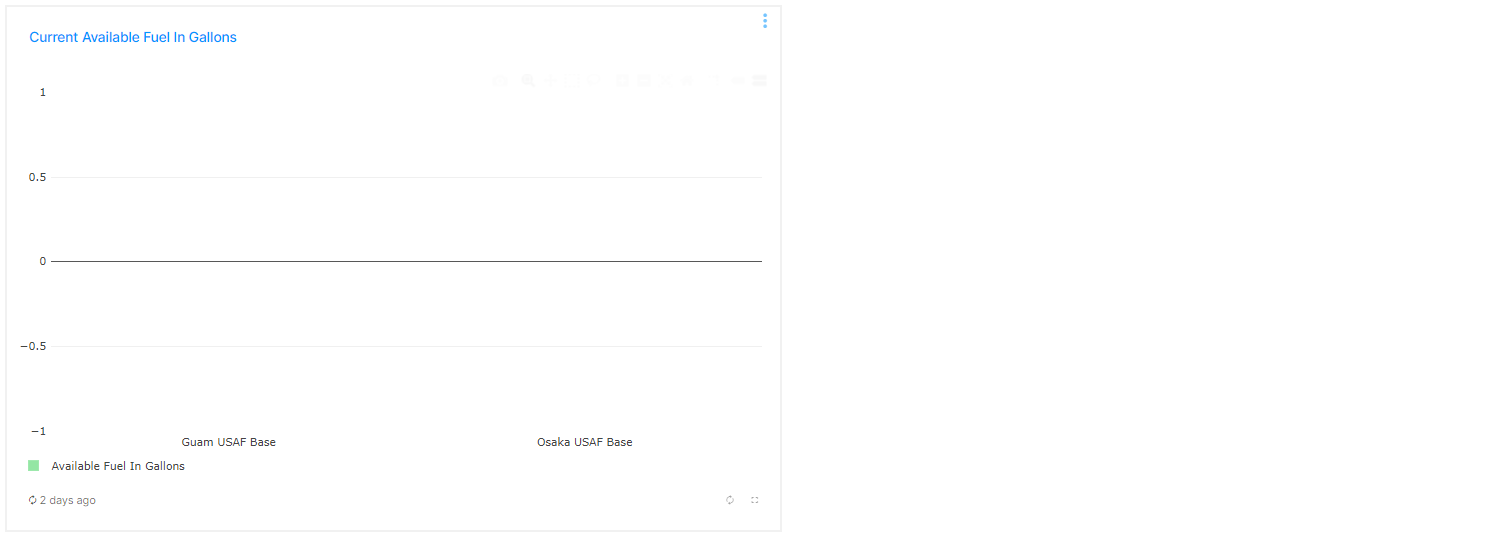 Current Available Fuel In Gallons
1
0.5
0
−0.5
−1
Guam USAF Base Osaka USAF Base
Available Fuel In Gallons
2 days ago